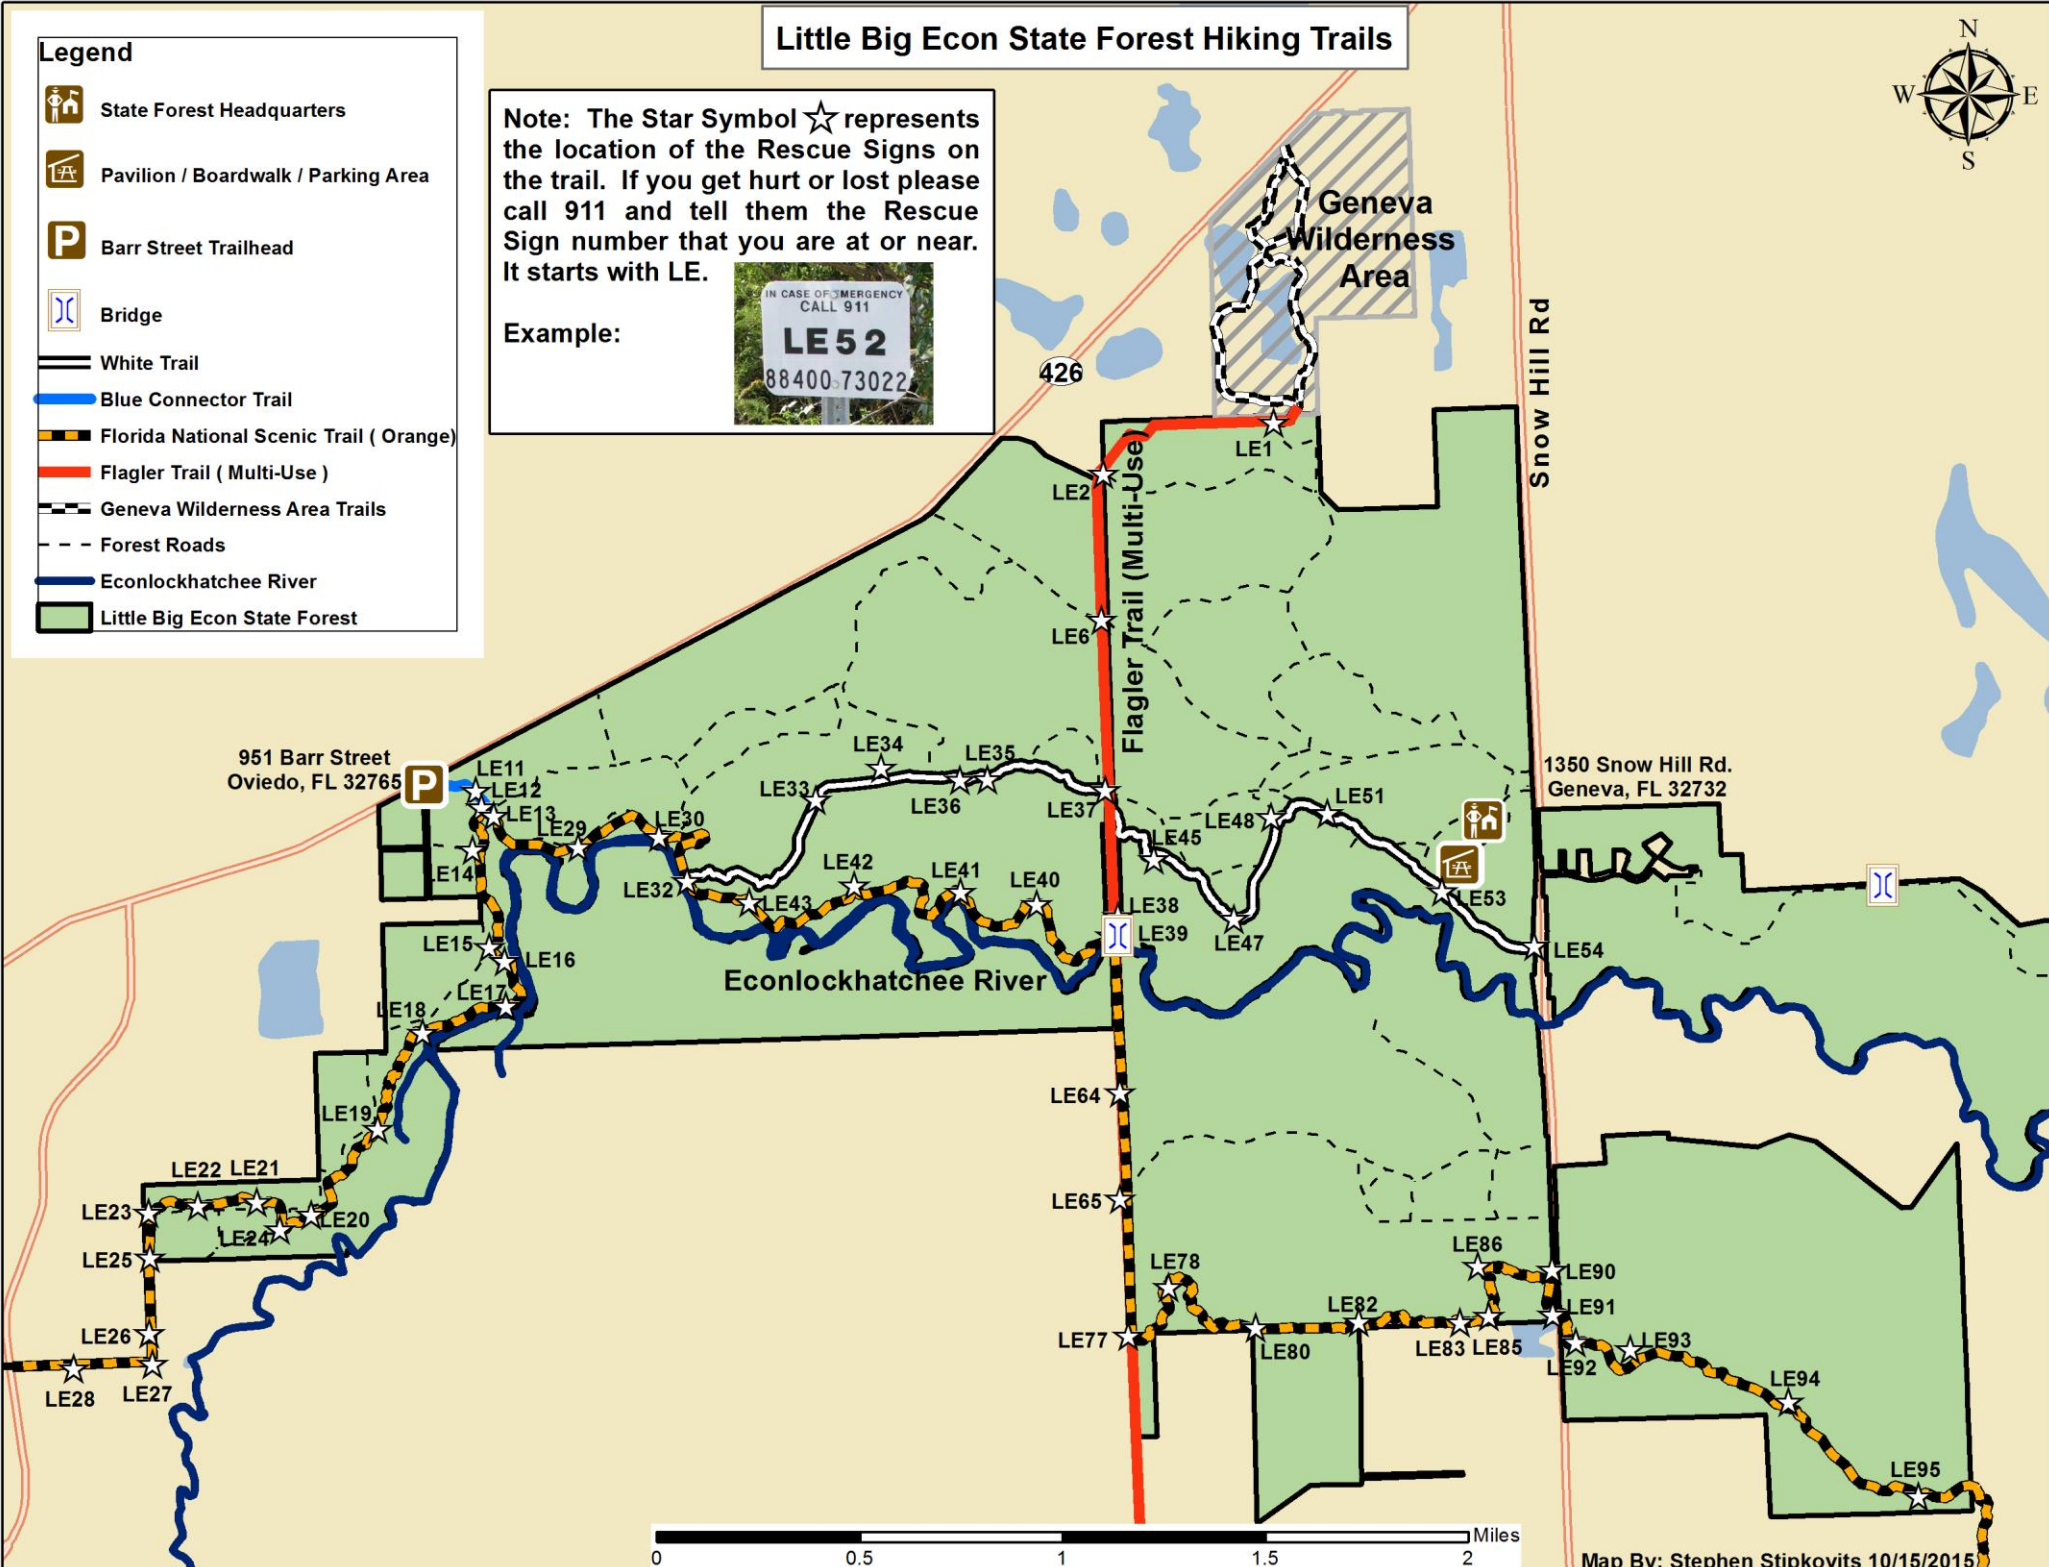 Little Big Econ State Forest Hiking Trails
Legend
State Forest Headquarters
Pavilion / Boardwalk / Parking Area
P
Barr Street Trailhead
Bridge
White Trail
Blue Connector Trail
Florida National Scenic Trail ( Orange)
Flagler Trail ( Multi-Use )
Geneva Wilderness Area Trails
Forest Roads
Econlockhatchee River
Little Big Econ State Forest
Note: The Star Symbol represents
the location of the Rescue Signs on
the trail. If you get hurt or lost please
call 911 and tell them the Rescue
Sign number that you are at or near.
It starts with LE.
Example:
IN CASE OF EMERGENCY
CALL 911
LE52
88400 73022
N
W
E
S
Geneva
Wilderness
Area
Snow Hill Rd
426
LE1
LE2
Flagler Trail (Multi-Use)
LE6
951 Barr Street
Oviedo, FL 32765
P
LE11
LE12
LE13
LE14
LE29
LE30
LE32
LE33
LE34
LE36
LE35
LE37
LE45
LE48
LE51
LE47
LE53
LE54
1350 Snow Hill Rd.
Geneva, FL 32732
LE43
LE42
LE41
LE40
LE38
LE39
Econlockhatchee River
LE15
LE16
LE17
LE18
LE19
LE22
LE21
LE23
LE20
LE24
LE25
LE26
LE28
LE27
LE64
LE65
LE77
LE78
LE80
LE82
LE83
LE85
LE86
LE90
LE91
LE92
LE93
LE94
LE95
Miles
0
0.5
1
1.5
2
Map By: Stephen Stipkovits 10/15/2015